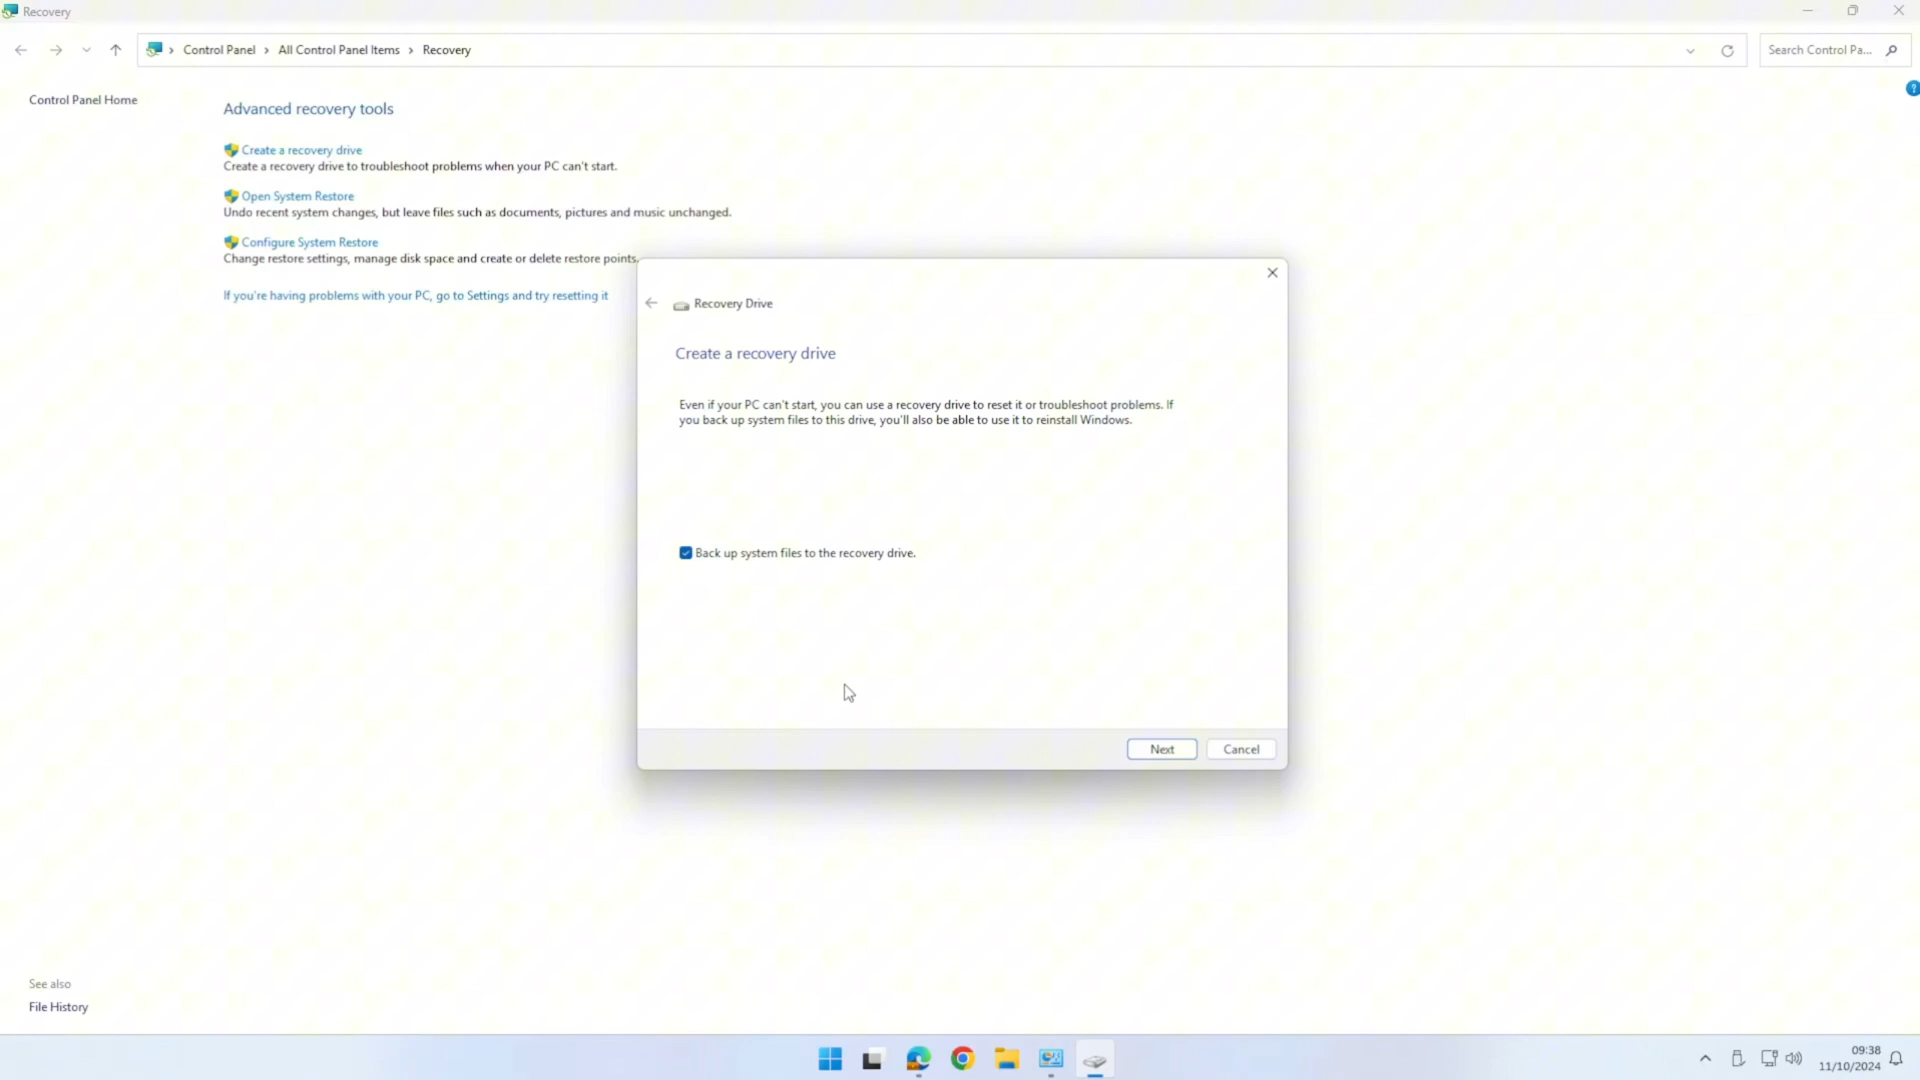 Recovery
Control Panel > All Control Panel Items > Recovery
Search Control Pa...
Control Panel Home
Advanced recovery tools
Create a recovery drive
Create a recovery drive to troubleshoot problems when your PC can't start.
Open System Restore
Undo recent system changes, but leave files such as documents, pictures and music unchanged.
Configure System Restore
Change restore settings, manage disk space and create or delete restore points.
If you're having problems with your PC, go to Settings and try resetting it
Recovery Drive
Create a recovery drive
Even if your PC can't start, you can use a recovery drive to reset it or troubleshoot problems. If
you back up system files to this drive, you'll also be able to use it to reinstall Windows.
Back up system files to the recovery drive.
Next
Cancel
See also
File History
09:38
11/10/2024